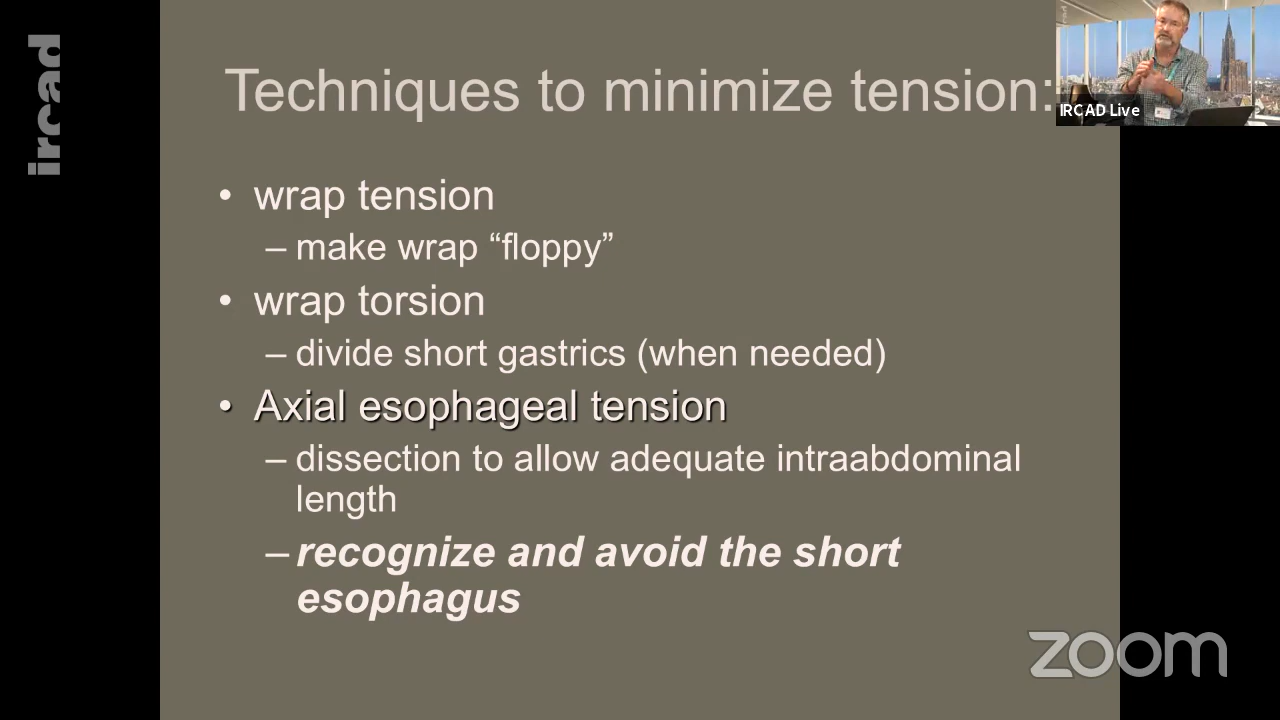 ircad
Techniques to minimize tension:
IRCAD Live
• wrap tension
– make wrap “floppy”
• wrap torsion
– divide short gastrics (when needed)
• Axial esophageal tension
– dissection to allow adequate intraabdominal
length
– recognize and avoid the short
esophagus
zoom